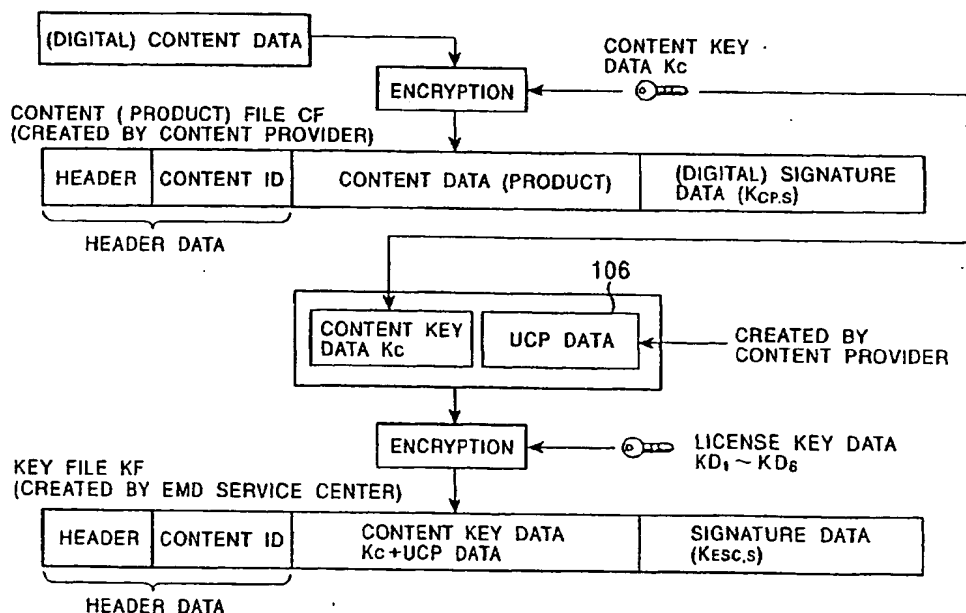 (DIGITAL) CONTENT DATA
CONTENT KEY
DATA Kc
ENCRYPTION
CONTENT (PRODUCT) FILE CF
(CREATED BY CONTENT PROVIDER)
HEADER
CONTENT ID
CONTENT DATA (PRODUCT)
(DIGITAL) SIGNATURE
DATA (KCP,S)
HEADER DATA
106
CONTENT KEY
DATA Kc
UCP DATA
CREATED BY
CONTENT PROVIDER
ENCRYPTION
LICENSE KEY DATA
KD1 ~ KD6
KEY FILE KF
(CREATED BY EMD SERVICE CENTER)
HEADER
CONTENT ID
CONTENT KEY DATA
Kc+UCP DATA
SIGNATURE DATA
(KESC,S)
HEADER DATA